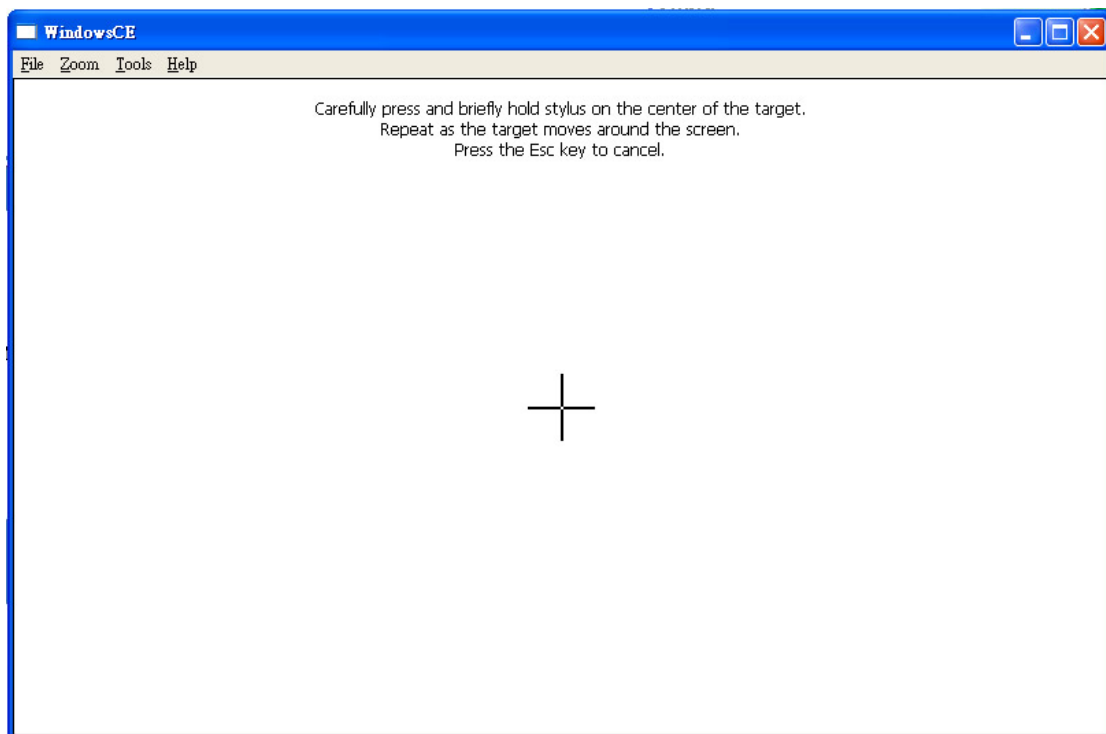 WindowsCE
File Zoom Tools Help
Carefully press and briefly hold stylus on the center of the target.
Repeat as the target moves around the screen.
Press the Esc key to cancel.